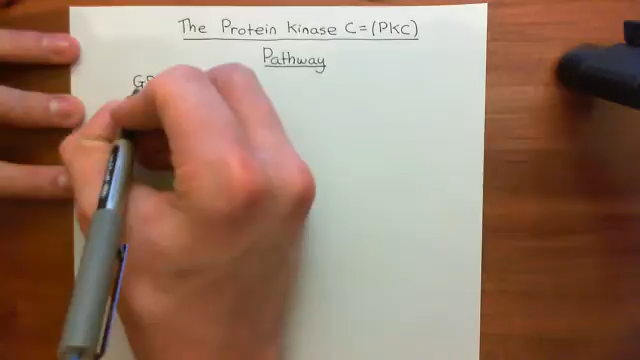 The Protein Kinase C=(PKC)
Pathway